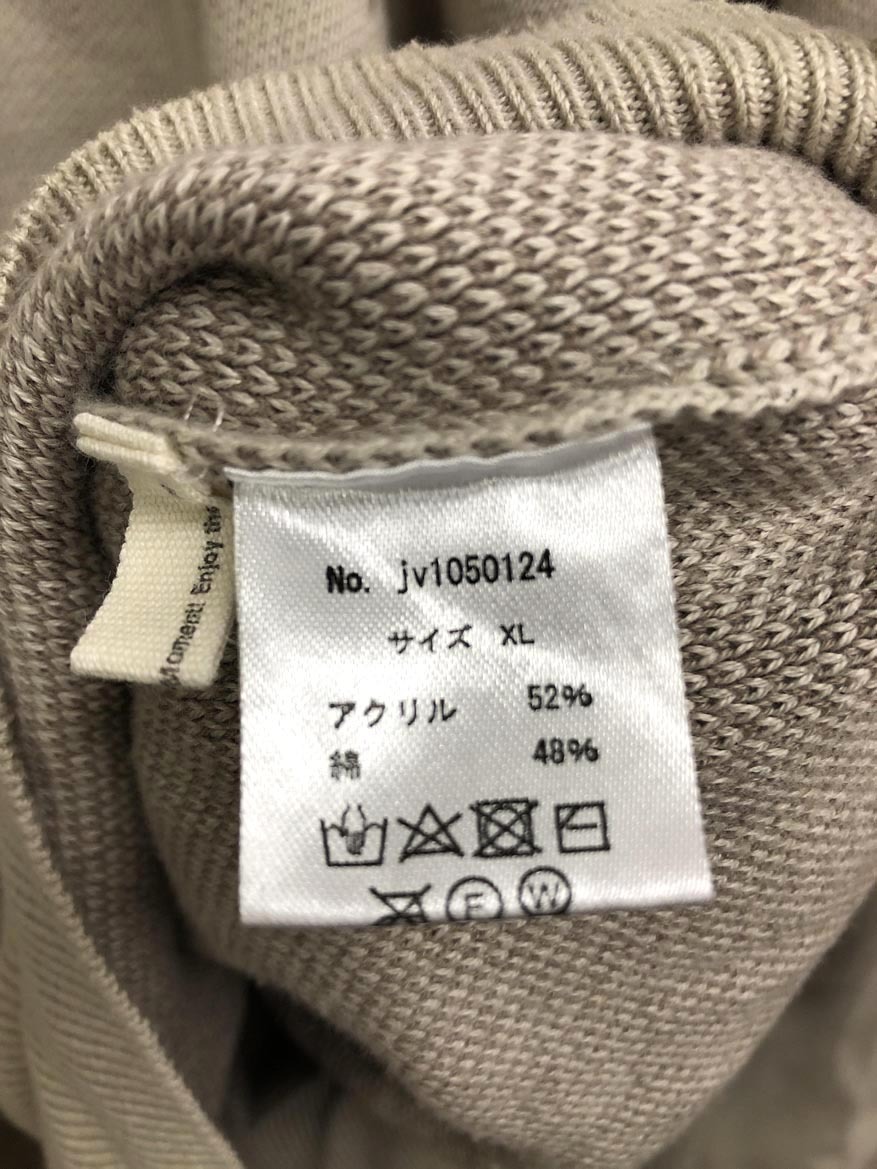 No. jv1050124
サイズ XL
アクリル 52%
綿 48%
F W
Moment! Enjoy the